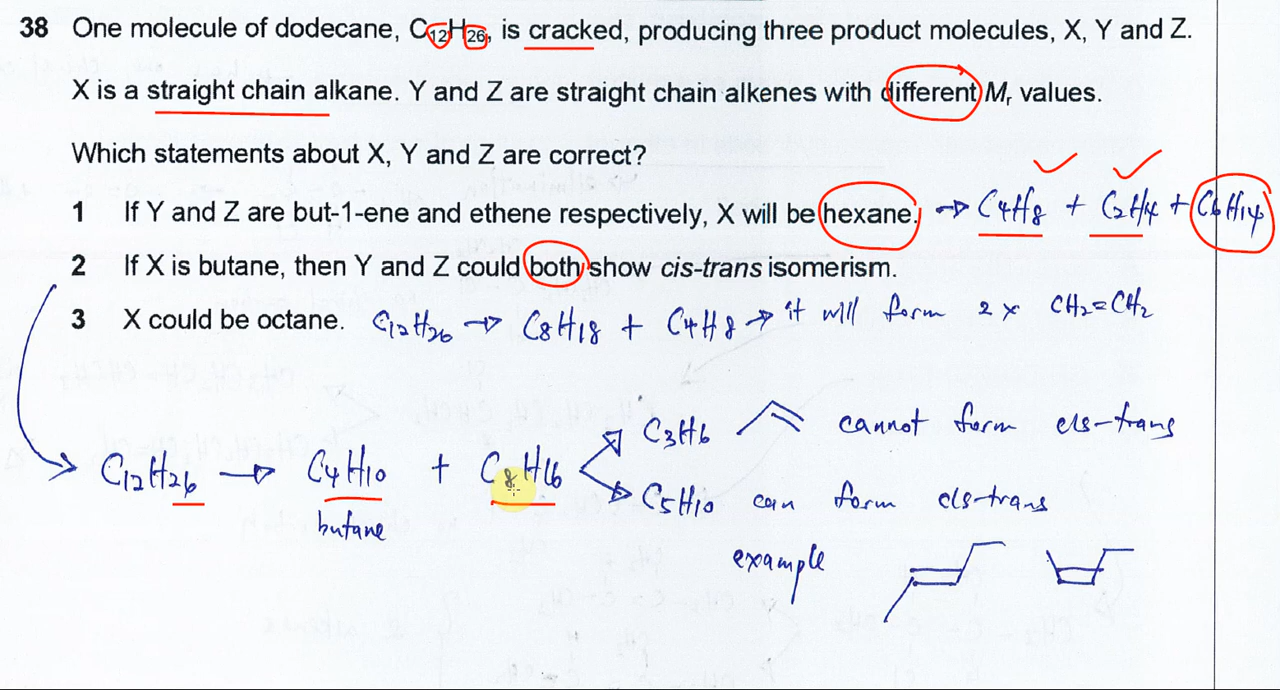 38 One molecule of dodecane, C12H26, is cracked, producing three product molecules, X, Y and Z.
X is a straight chain alkane. Y and Z are straight chain alkenes with different Mr values.
Which statements about X, Y and Z are correct?
1 If Y and Z are but-1-ene and ethene respectively, X will be hexane. → C4H8 + C2H4 + C6H14
2 If X is butane, then Y and Z could both show cis-trans isomerism.
3 X could be octane. C12H26 → C8H18 + C4H8 → it will form 2 x CH2=CH2
C3H6 cannot form cis-trans
C12H26 → C4H10 + C8H16
C5H10 can form cis-trans
butane
example